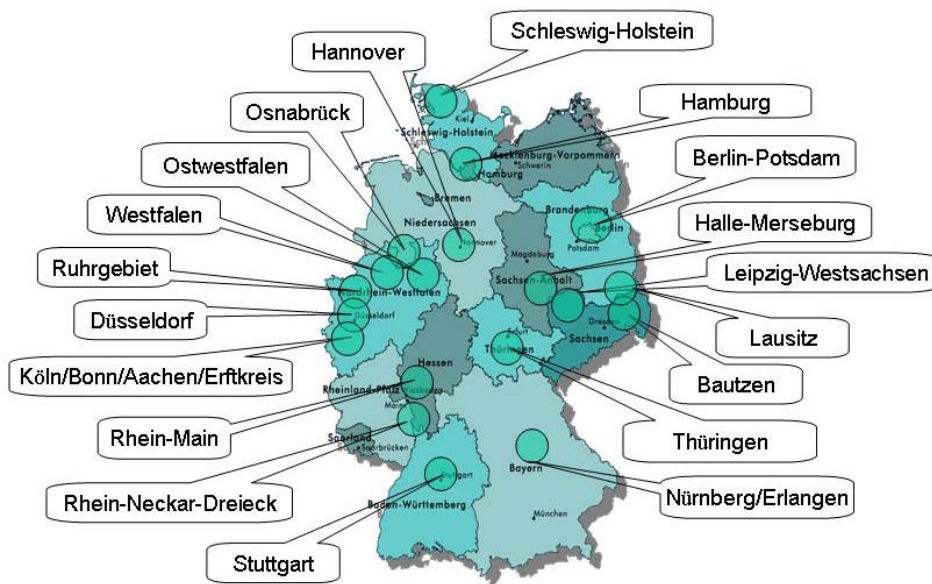 Schleswig-Holstein
Hannover
Osnabrück
Hamburg
Ostwestfalen
Berlin-Potsdam
Westfalen
Halle-Merseburg
Ruhrgebiet
Leipzig-Westsachsen
Düsseldorf
Lausitz
Köln/Bonn/Aachen/Erftkreis
Bautzen
Rhein-Main
Thüringen
Rhein-Neckar-Dreieck
Nürnberg/Erlangen
Stuttgart
Kiel
Schleswig-Holstein
Mecklenburg-Vorpommern
Schwerin
Hamburg
Bremen
Niedersachsen
Hannover
Brandenburg
Berlin
Potsdam
Magdeburg
Sachsen-Anhalt
Nordrhein-Westfalen
Düsseldorf
Dresden
Sachsen
Erfurt
Thüringen
Hessen
Rheinland-Pfalz
Wiesbaden
Saarland
Saarbrücken
Bayern
Stuttgart
Baden-Württemberg
München